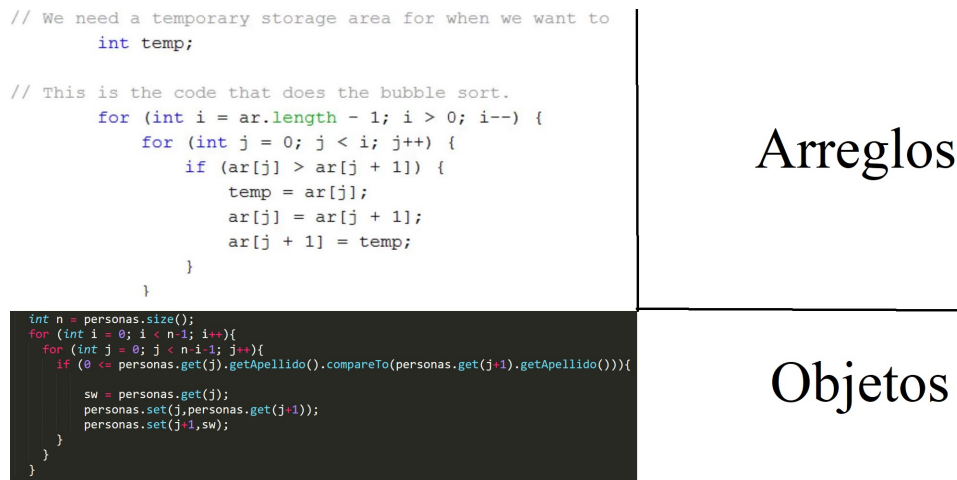 // We need a temporary storage area for when we want to
int temp;
// This is the code that does the bubble sort.
for (int i = ar.length - 1; i > 0; i--) {
for (int j = 0; j < i; j++) {
if (ar[j] > ar[j + 1]) {
temp = ar[j];
ar[j] = ar[j + 1];
ar[j + 1] = temp;
}
}
Arreglos
int n = personas.size();
for (int i = 0; i < n-1; i++){
for (int j = 0; j < n-i-1; j++){
if (0 <= personas.get(j).getApellido().compareTo(personas.get(j+1).getApellido())){
sw = personas.get(j);
personas.set(j,personas.get(j+1));
personas.set(j+1,sw);
}
}
}
Objetos